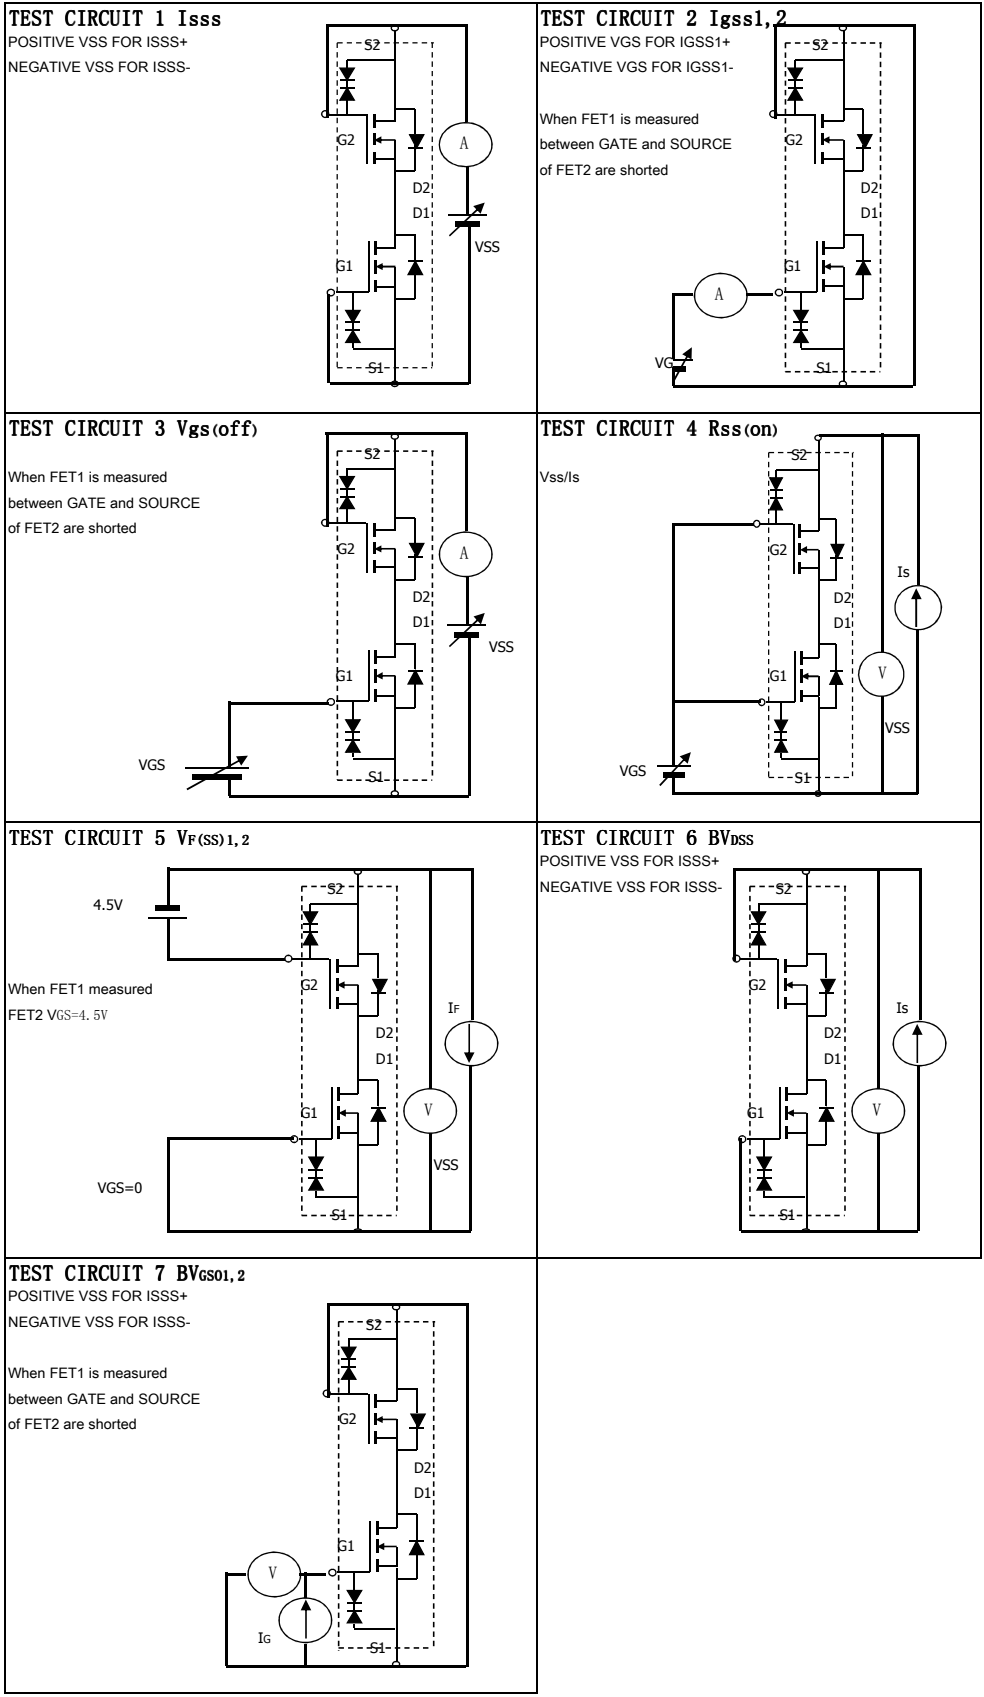 TEST CIRCUIT 1 Isss
POSITIVE VSS FOR ISSS+
NEGATIVE VSS FOR ISSS-
S2
G2
A
D2
D1
VSS
G1
S1
TEST CIRCUIT 2 Igss1,2
POSITIVE VGS FOR IGSS1+
NEGATIVE VGS FOR IGSS1-
When FET1 is measured
between GATE and SOURCE
of FET2 are shorted
S2
G2
D2
D1
G1
A
VG
S1
TEST CIRCUIT 3 Vgs(off)
When FET1 is measured
between GATE and SOURCE
of FET2 are shorted
S2
G2
A
D2
D1
VSS
G1
VGS
S1
TEST CIRCUIT 4 Rss(on)
Vss/Is
S2
G2
Is
D2
D1
G1
V
VSS
VGS
S1
TEST CIRCUIT 5 VF(SS)1,2
4.5V
When FET1 measured
FET2 VGS=4.5V
S2
G2
IF
D2
D1
G1
V
VSS
VGS=0
S1
TEST CIRCUIT 6 BVDSS
POSITIVE VSS FOR ISSS+
NEGATIVE VSS FOR ISSS-
S2
G2
Is
D2
D1
G1
V
S1
TEST CIRCUIT 7 BVGSO1,2
POSITIVE VSS FOR ISSS+
NEGATIVE VSS FOR ISSS-
When FET1 is measured
between GATE and SOURCE
of FET2 are shorted
S2
G2
D2
D1
G1
V
IG
S1